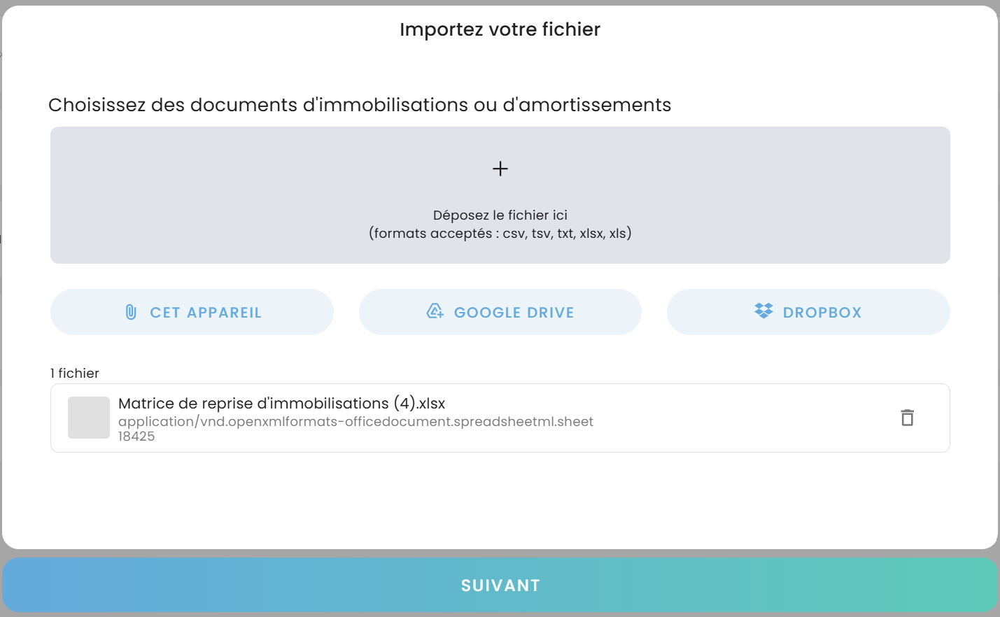 Importez votre fichier
Choisissez des documents d'immobilisations ou d'amortissements
Déposez le fichier ici
(formats acceptés : csv, tsv, txt, xlsx, xls)
CET APPAREIL
GOOGLE DRIVE
DROPBOX
1 fichier
Matrice de reprise d'immobilisations (4).xlsx
application/vnd.openxmlformats-officedocument.spreadsheetml.sheet
18425
SUIVANT